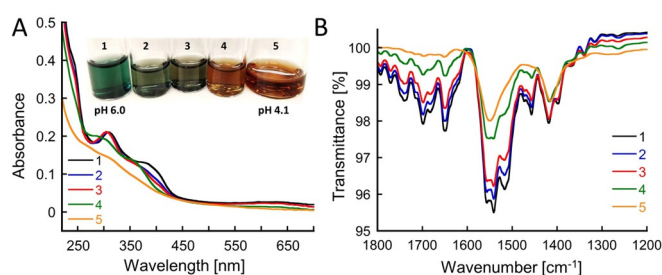 A
0.5
0.4
0.3
0.2
0.1
0
Absorbance
1 2 3 4 5
pH 6.0 pH 4.1
1
2
3
4
5
250 350 450 550 650
Wavelength [nm]
B
100
99
98
97
96
95
Transmittance [%]
1
2
3
4
5
1800 1700 1600 1500 1400 1300 1200
Wavenumber [cm-1]